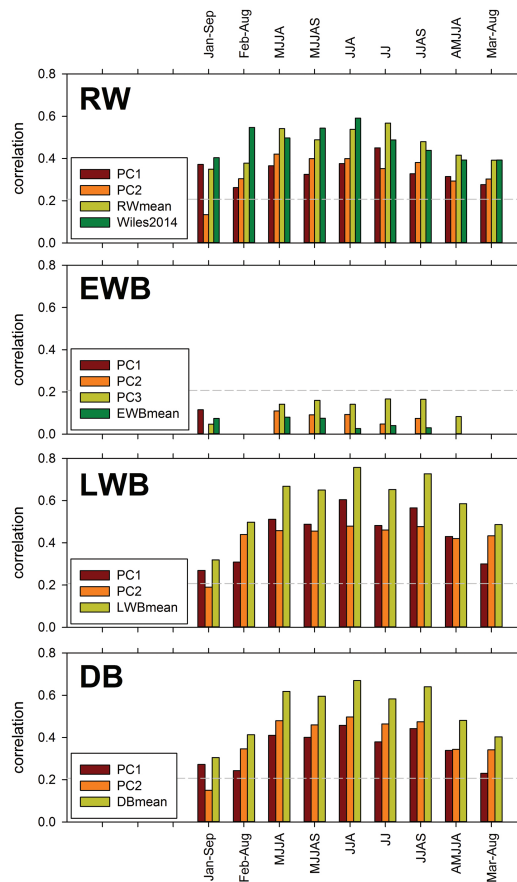 Jan-Sep
Feb-Aug
MJJA
MJJAS
JJA
JJ
JJAS
AMJJA
Mar-Aug
0.8
RW
0.6
correlation
0.4
PC1
PC2
0.2
RWmean
Wiles2014
0.0
0.8
EWB
0.6
correlation
0.4
PC1
PC2
0.2
PC3
EWBmean
0.0
0.8
LWB
0.6
correlation
0.4
PC1
0.2
PC2
LWBmean
0.0
0.8
DB
0.6
correlation
0.4
PC1
0.2
PC2
DBmean
0.0
Jan-Sep
Feb-Aug
MJJA
MJJAS
JJA
JJ
JJAS
AMJJA
Mar-Aug